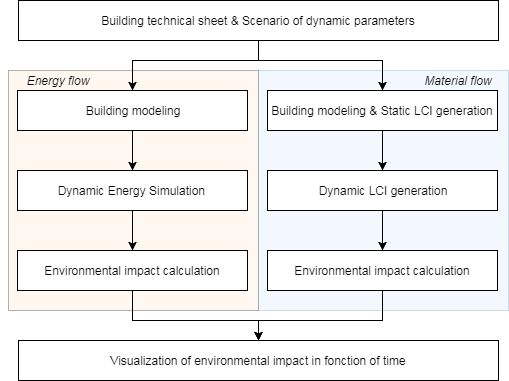 Building technical sheet & Scenario of dynamic parameters
Energy flow
Material flow
Building modeling
Building modeling & Static LCI generation
Dynamic Energy Simulation
Dynamic LCI generation
Environmental impact calculation
Environmental impact calculation
Visualization of environmental impact in fonction of time